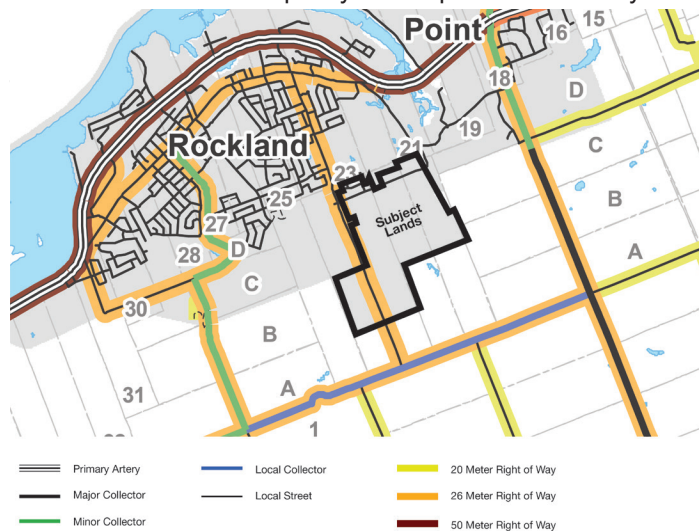 Point
15
16
18
D
19
C
21
Rockland
23
25
B
Subject
Lands
27
D
28
C
A
30
B
31
A
1
Primary Artery
Local Collector
20 Meter Right of Way
Major Collector
Local Street
26 Meter Right of Way
Minor Collector
50 Meter Right of Way